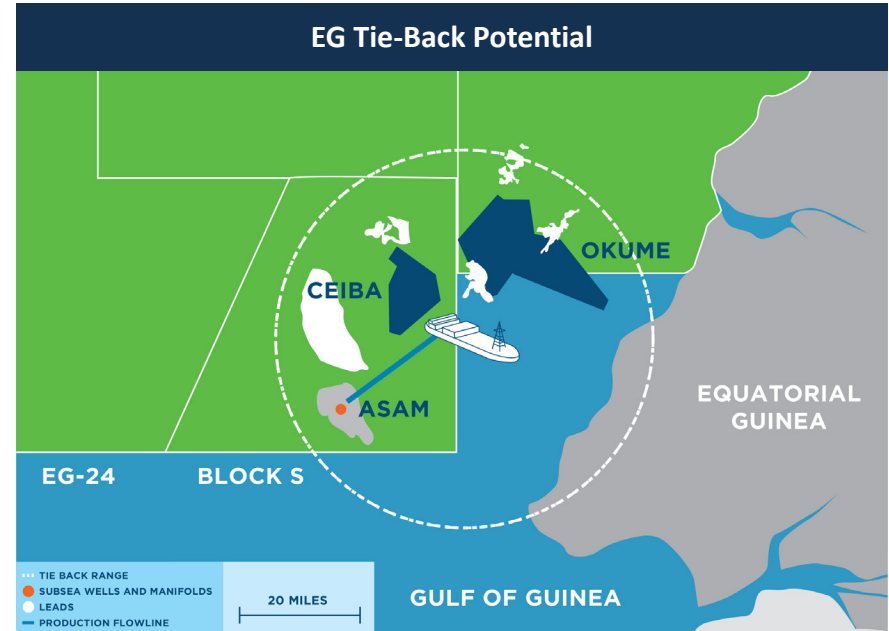 EG Tie-Back Potential
OKUME
CEIBA
ASAM
EQUATORIAL
GUINEA
EG-24
BLOCK S
TIE BACK RANGE
SUBSEA WELLS AND MANIFOLDS
LEADS
PRODUCTION FLOWLINE
20 MILES
GULF OF GUINEA